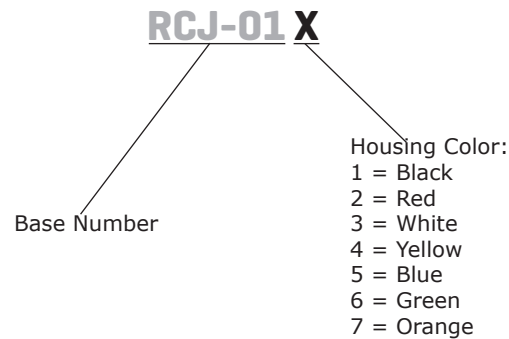 RCJ-01 X
Housing Color:
1 = Black
2 = Red
3 = White
4 = Yellow
5 = Blue
6 = Green
7 = Orange
Base Number